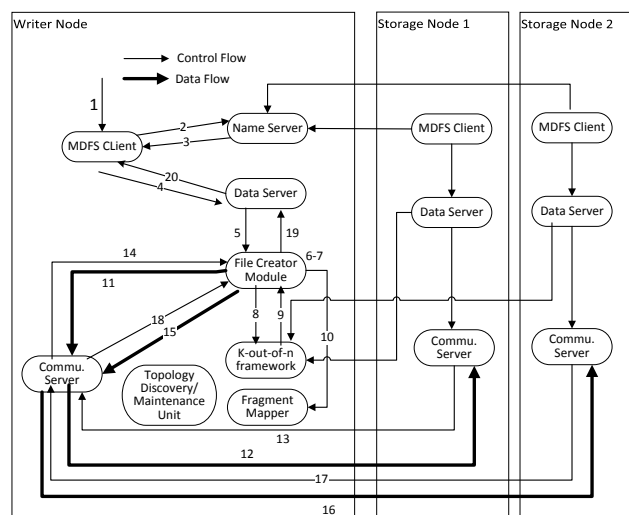 Writer Node
Storage Node 1
Storage Node 2
Control Flow
Data Flow
1
2
3
MDFS CLient
Name Server
MDFS Client
MDFS Client
20
4
Data Server
Data Server
Data Server
5
19
14
6-7
File Creator
Module
11
18
15
8
9
10
K-out-of-n
framework
Commu.
Server
Commu.
Server
Commu.
Server
Topology
Discovery/
Maintenance
Unit
Fragment
Mapper
13
12
17
16